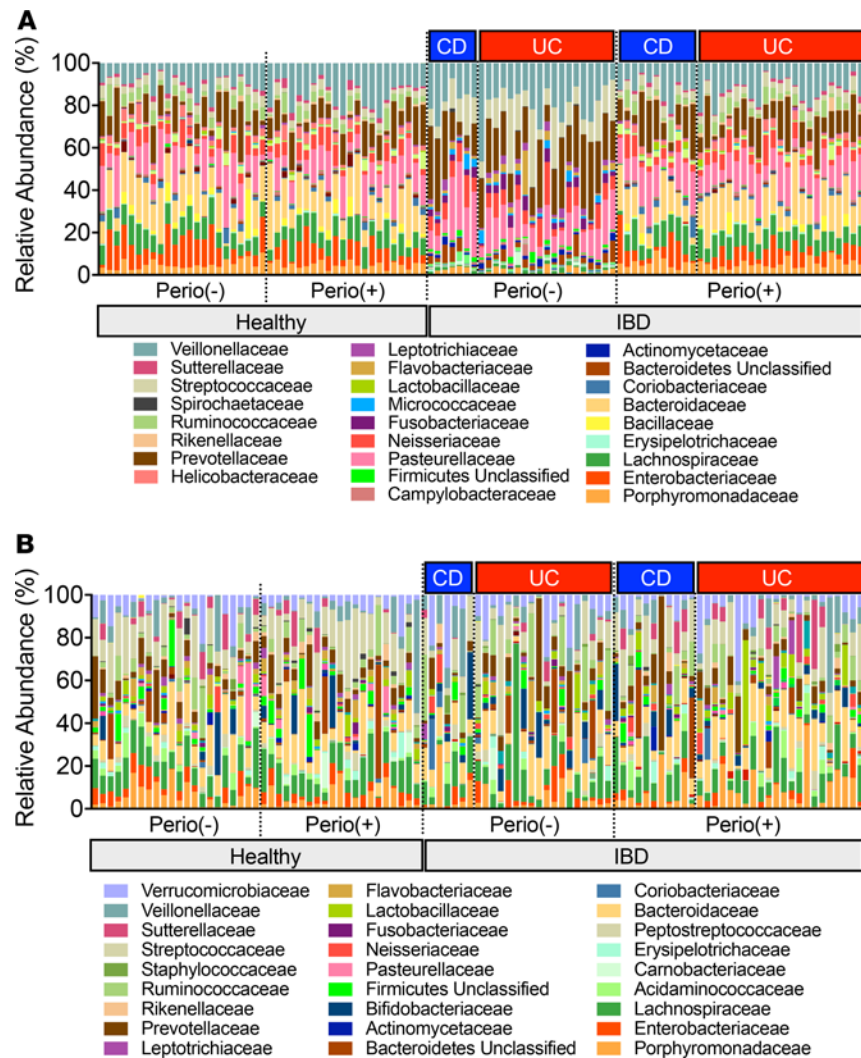 A
CD UC CD UC
Relative Abundance (%)
100
80
60
40
20
0
Perio(-) Perio(+) Perio(-) Perio(+)
Healthy IBD
Veillonellaceae Leptotrichiaceae Actinomycetaceae
Sutterellaceae Flavobacteriaceae Bacteroidetes Unclassified
Streptococcaceae Lactobacillaceae Coriobacteriaceae
Spirochaetaceae Micrococcaceae Bacteroidaceae
Ruminococcaceae Fusobacteriaceae Bacillaceae
Rikenellaceae Neisseriaceae Erysipelotrichaceae
Prevotellaceae Pasteurellaceae Lachnospiraceae
Helicobacteraceae Firmicutes Unclassified Enterobacteriaceae
Campylobacteraceae Porphyromonadaceae
B
CD UC CD UC
Relative Abundance (%)
100
80
60
40
20
0
Perio(-) Perio(+) Perio(-) Perio(+)
Healthy IBD
Verrucomicrobiaceae Flavobacteriaceae Coriobacteriaceae
Veillonellaceae Lactobacillaceae Bacteroidaceae
Sutterellaceae Fusobacteriaceae Peptostreptococcaceae
Streptococcaceae Neisseriaceae Erysipelotrichaceae
Staphylococcaceae Pasteurellaceae Carnobacteriaceae
Ruminococcaceae Firmicutes Unclassified Acidaminococcaceae
Rikenellaceae Bifidobacteriaceae Lachnospiraceae
Prevotellaceae Actinomycetaceae Enterobacteriaceae
Leptotrichiaceae Bacteroidetes Unclassified Porphyromonadaceae